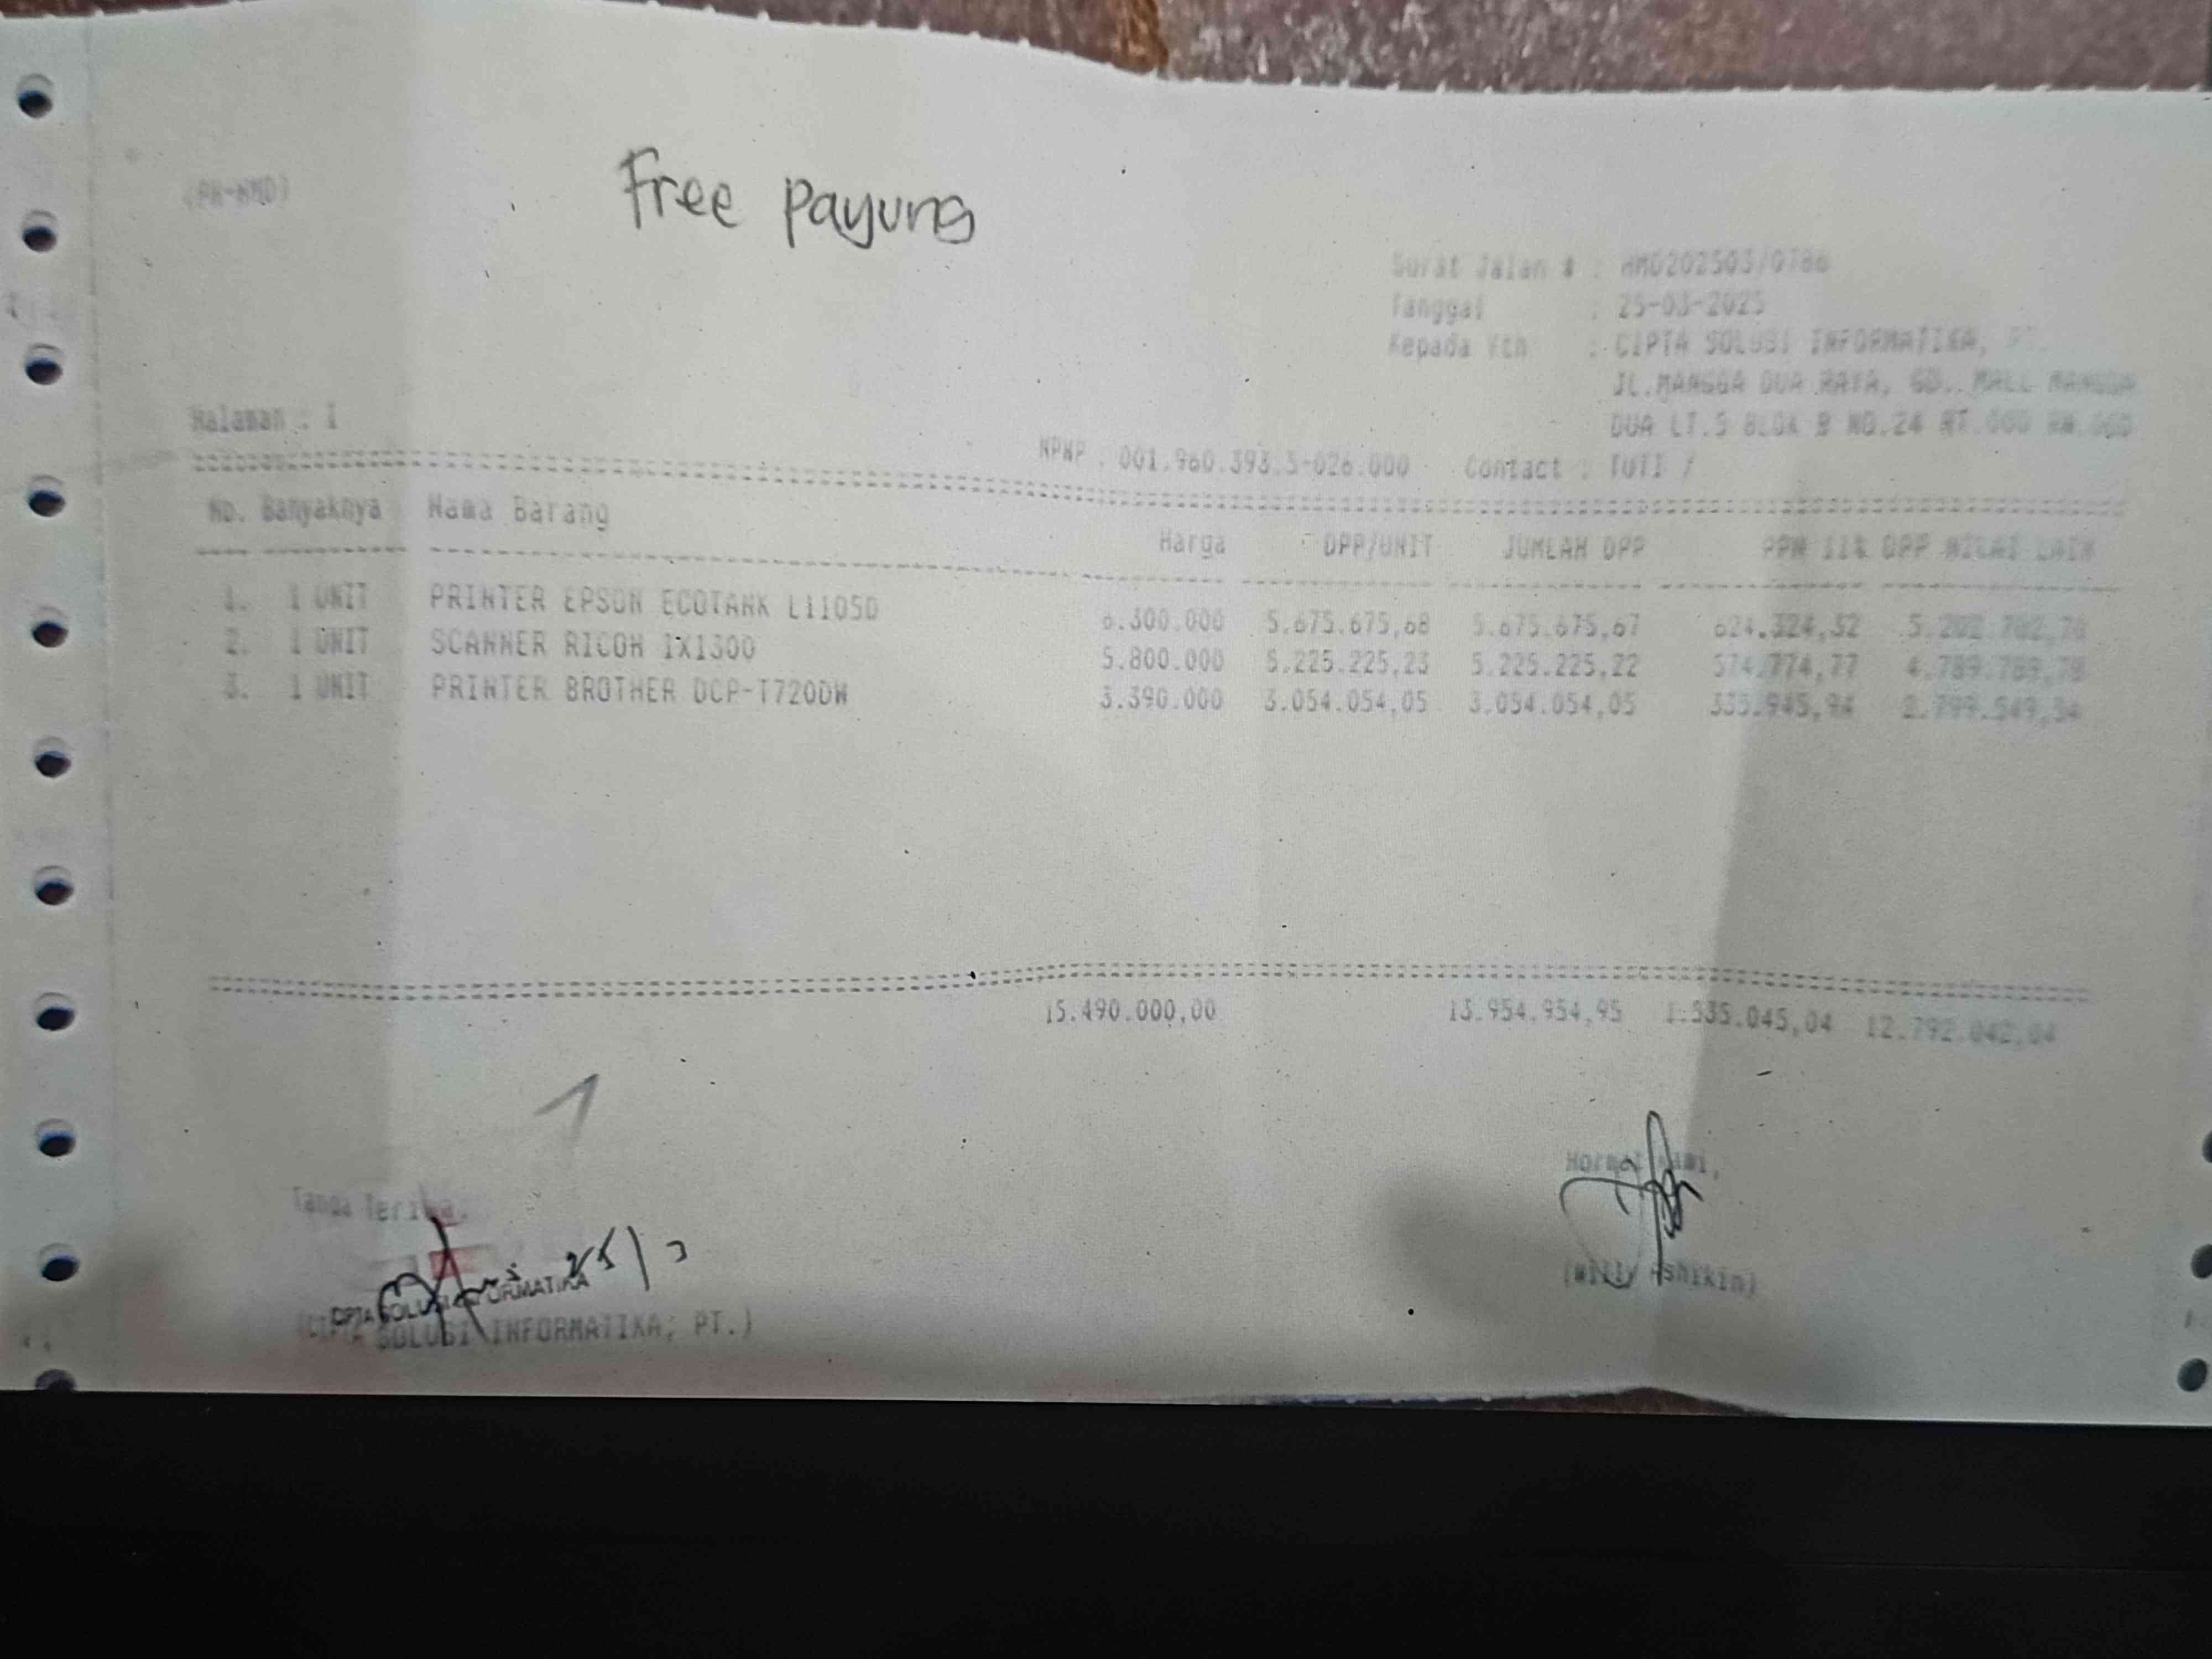 (PH-HMD)
Free payung
Surat Jalan # : HMD202503/0786
Tanggal : 25-03-2025
Kepada Yth : CIPTA SOLUSI INFORMATIKA, PT.
JL.MANGGA DUA RAYA, GD. MALL MANGGA
DUA LT.5 BLOK B NO.24 RT.000 RW.000
Halaman : 1
NPWP : 001.960.393.5-026.000 Contact : TUTI /
No. Banyaknya Nama Barang Harga DPP/UNIT JUMLAH DPP PPN 11% DPP NILAI LAIN
1. 1 UNIT PRINTER EPSON ECOTANK L11050 6.300.000 5.675.675,68 5.675.675,67 624.324,32 5.202.702,70
2. 1 UNIT SCANNER RICOH IX1300 5.800.000 5.225.225,23 5.225.225,22 574.774,77 4.789.789,78
3. 1 UNIT PRINTER BROTHER DCP-T720DW 3.390.000 3.054.054,05 3.054.054,05 335.945,94 2.799.549,54
15.490.000,00 13.954.954,95 1.535.045,04 12.792.042,04
1
Tanda Terima,
Hormat Kami,
25/3
CIPTA SOLUSI INFORMATIKA
(CIPTA SOLUSI INFORMATIKA, PT.)
(Willy Ashikin)